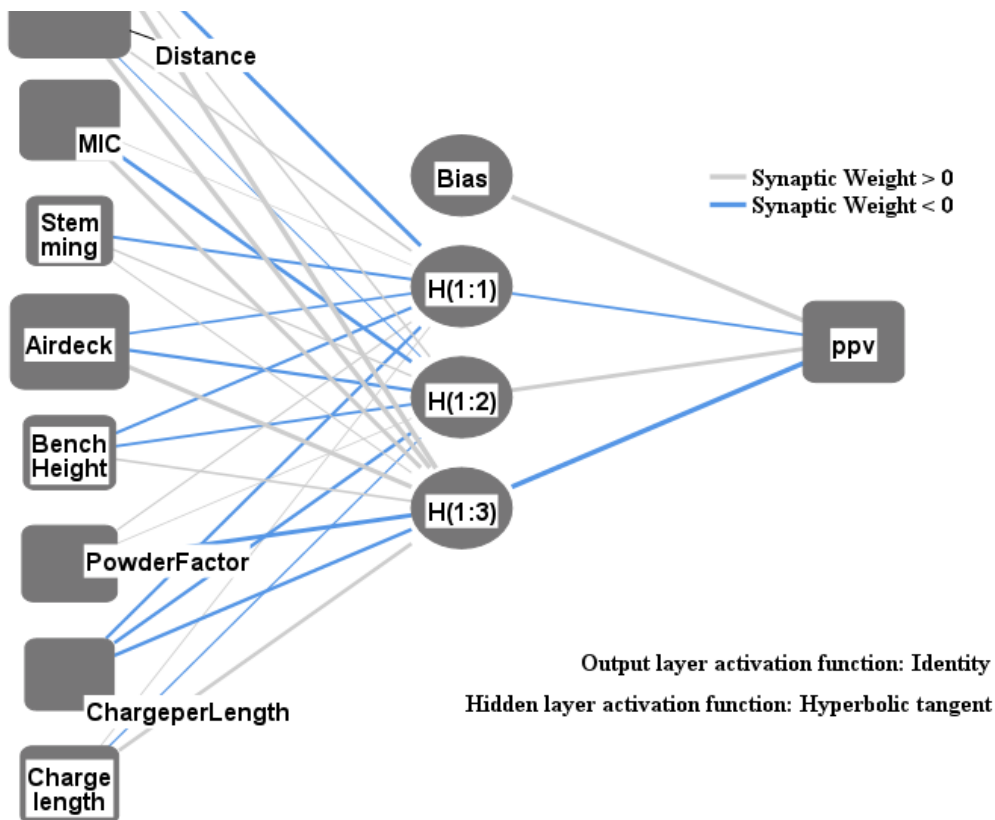 Distance
MIC
Bias
Synaptic Weight > 0
Synaptic Weight < 0
Stem
ming
H(1:1)
Airdeck
ppv
H(1:2)
Bench
Height
H(1:3)
PowderFactor
Output layer activation function: Identity
Hidden layer activation function: Hyperbolic tangent
ChargeperLength
Charge
length